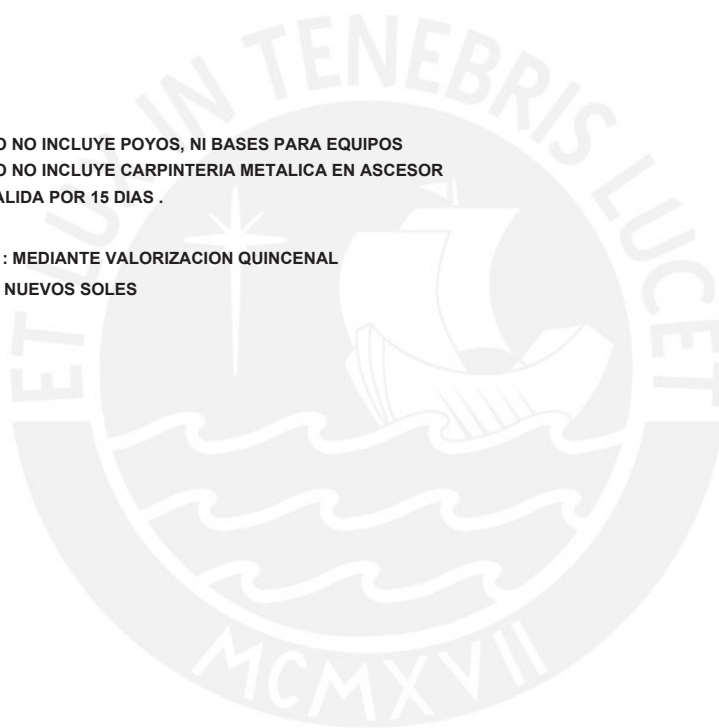 O NO INCLUYE POYOS, NI BASES PARA EQUIPOS
O NO INCLUYE CARPINTERIA METALICA EN ASCESOR
ALIDA POR 15 DIAS .
: MEDIANTE VALORIZACION QUINCENAL
NUEVOS SOLES
ET LUX IN TENEBRIS LUCET
MCMXVII